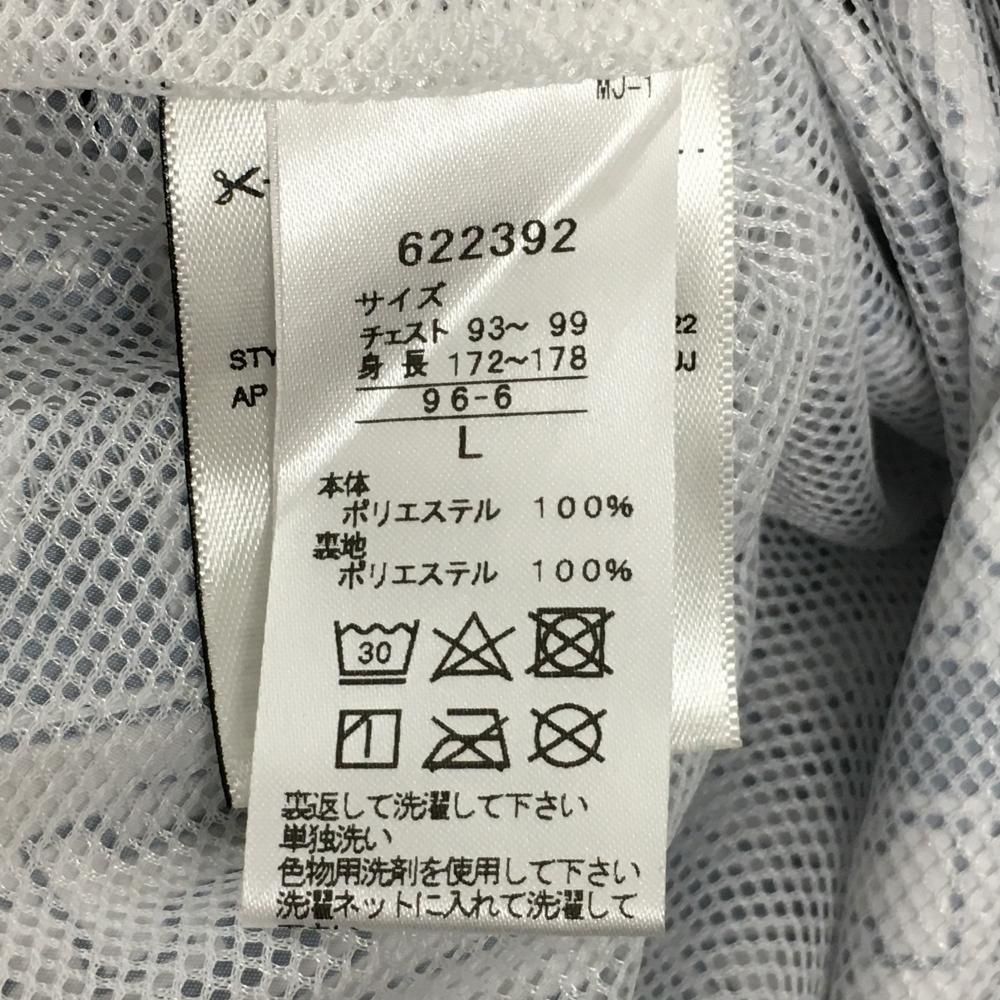 MJ-1
622392
サイズ
チェスト 93～ 99
身 長 172～178
96-6
L
本体
ポリエステル 100%
裏地
ポリエステル 100%
30
裏返して洗濯して下さい
単独洗い
色物用洗剤を使用して下さい
洗濯ネットに入れて洗濯して
STY
AP
22
JJ